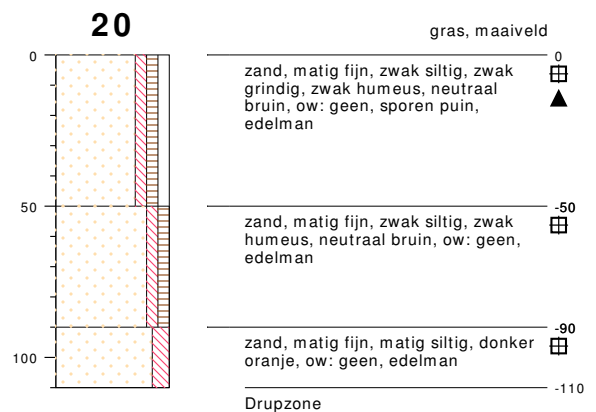 20
gras, maaiveld
0
0
zand, matig fijn, zwak siltig, zwak
grindig, zwak humeus, neutraal
bruin, ow: geen, sporen puin,
edelman
50
-50
zand, matig fijn, zwak siltig, zwak
humeus, neutraal bruin, ow: geen,
edelman
-90
zand, matig fijn, matig siltig, donker
oranje, ow: geen, edelman
100
-110
Drupzone